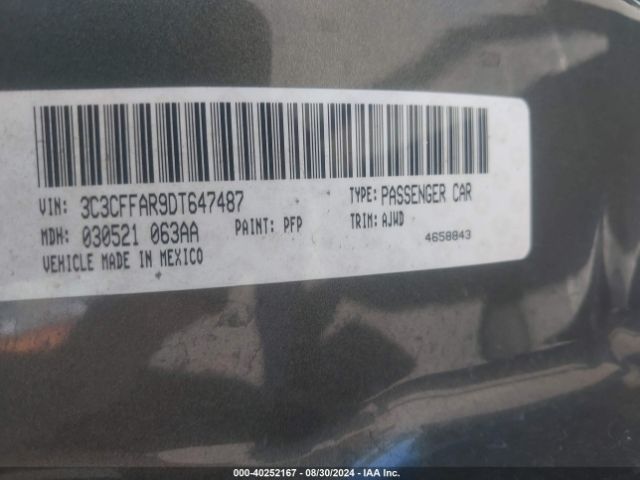 VIN: 3C3CFFAR9DT647487 TYPE: PASSENGER CAR
MDH: 030521 063AA PAINT: PFP TRIM: AJWD
VEHICLE MADE IN MEXICO 4658843
000-40252167 - 08/30/2024 - IAA Inc.